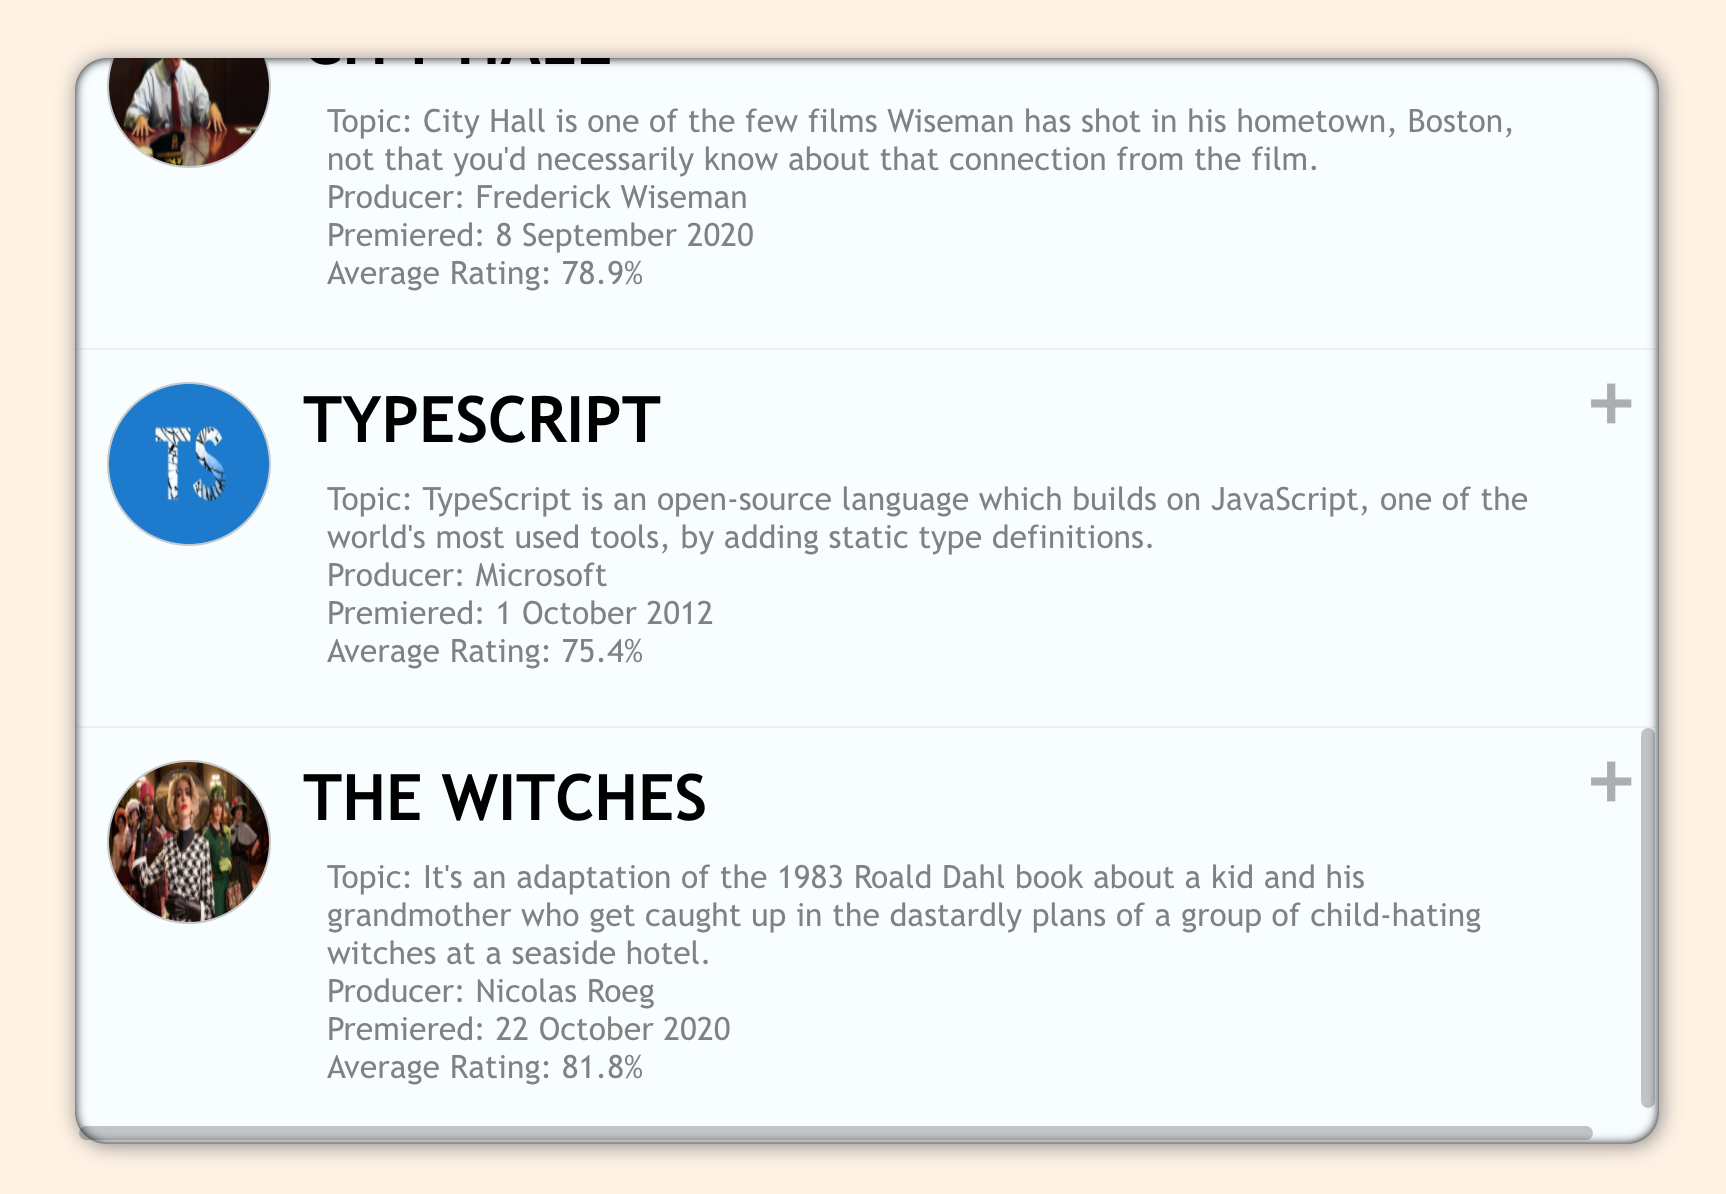 CITY HALL
Topic: City Hall is one of the few films Wiseman has shot in his hometown, Boston,
not that you'd necessarily know about that connection from the film.
Producer: Frederick Wiseman
Premiered: 8 September 2020
Average Rating: 78.9%
TYPESCRIPT
TS
Topic: TypeScript is an open-source language which builds on JavaScript, one of the
world's most used tools, by adding static type definitions.
Producer: Microsoft
Premiered: 1 October 2012
Average Rating: 75.4%
THE WITCHES
Topic: It's an adaptation of the 1983 Roald Dahl book about a kid and his
grandmother who get caught up in the dastardly plans of a group of child-hating
witches at a seaside hotel.
Producer: Nicolas Roeg
Premiered: 22 October 2020
Average Rating: 81.8%